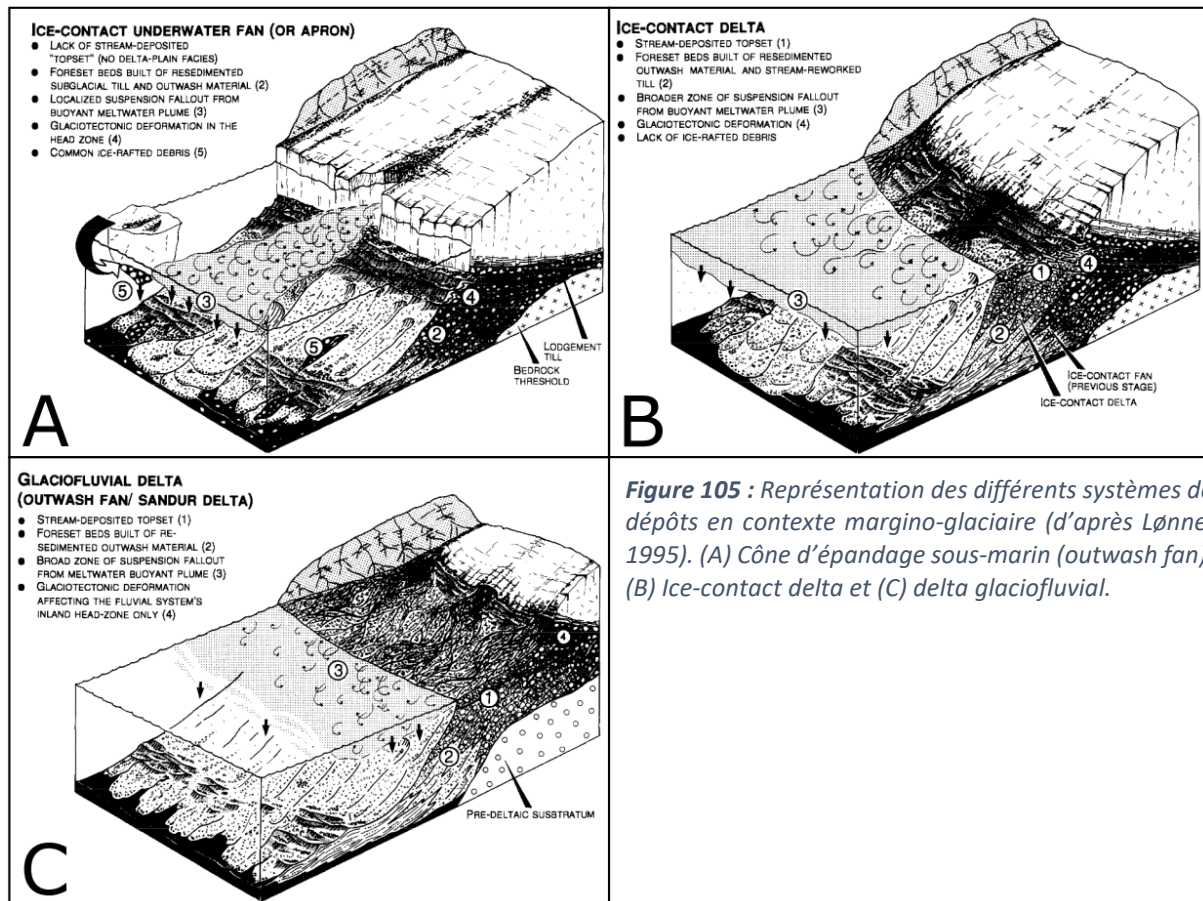 ICE-CONTACT UNDERWATER FAN (OR APRON)
● LACK OF STREAM-DEPOSITED
"TOPSET" (NO DELTA-PLAIN FACIES)
● FORESET BEDS BUILT OF RESEDIMENTED
SUBGLACIAL TILL AND OUTWASH MATERIAL (2)
● LOCALIZED SUSPENSION FALLOUT FROM
BUOYANT MELTWATER PLUME (3)
● GLACIOTECTONIC DEFORMATION IN THE
HEAD ZONE (4)
● COMMON ICE-RAFTED DEBRIS (5)
5
3
5
4
2
LODGEMENT
TILL
BEDROCK
THRESHOLD
A
ICE-CONTACT DELTA
● STREAM-DEPOSITED TOPSET (1)
● FORESET BEDS BUILT OF RESEDIMENTED
OUTWASH MATERIAL AND STREAM-REWORKED
TILL (2)
● BROADER ZONE OF SUSPENSION FALLOUT
FROM BUOYANT MELTWATER PLUME (3)
● GLACIOTECTONIC DEFORMATION (4)
● LACK OF ICE-RAFTED DEBRIS
1
4
3
2
ICE-CONTACT FAN
(PREVIOUS STAGE)
ICE-CONTACT DELTA
B
GLACIOFLUVIAL DELTA
(OUTWASH FAN/ SANDUR DELTA)
● STREAM-DEPOSITED TOPSET (1)
● FORESET BEDS BUILT OF RE-
SEDIMENTED OUTWASH MATERIAL (2)
● BROAD ZONE OF SUSPENSION FALLOUT
FROM MELTWATER BUOYANT PLUME (3)
● GLACIOTECTONIC DEFORMATION
AFFECTING THE FLUVIAL SYSTEM'S
INLAND HEAD-ZONE ONLY (4)
4
3
1
2
PRE-DELTAIC SUSBTRATUM
C
Figure 105 : Représentation des différents systèmes de
dépôts en contexte margino-glaciaire (d'après Lønne
1995). (A) Cône d'épandage sous-marin (outwash fan)
(B) Ice-contact delta et (C) delta glaciofluvial.